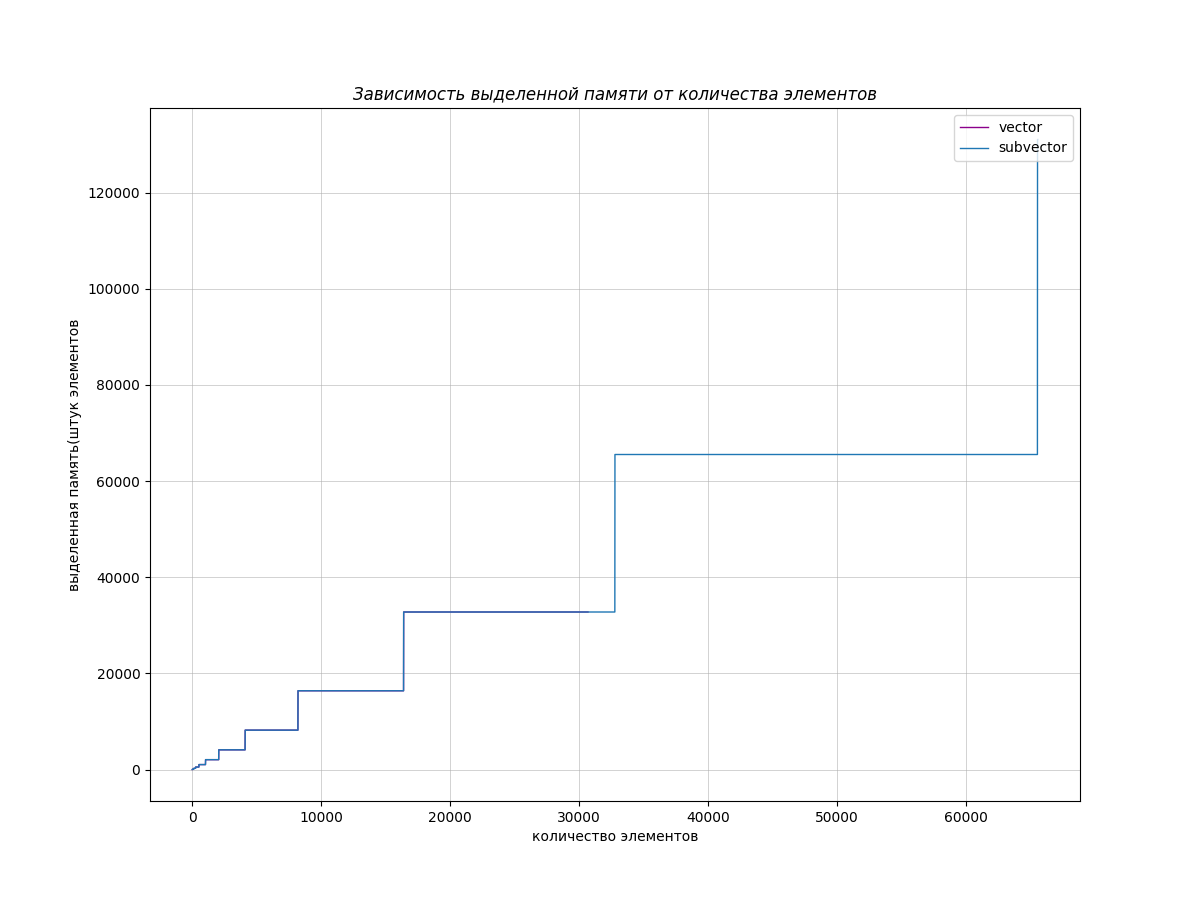 Зависимость выделенной памяти от количества элементов
vector
subvector
120000
100000
80000
60000
40000
20000
0
выделенная память(штук элементов
0 10000 20000 30000 40000 50000 60000
количество элементов